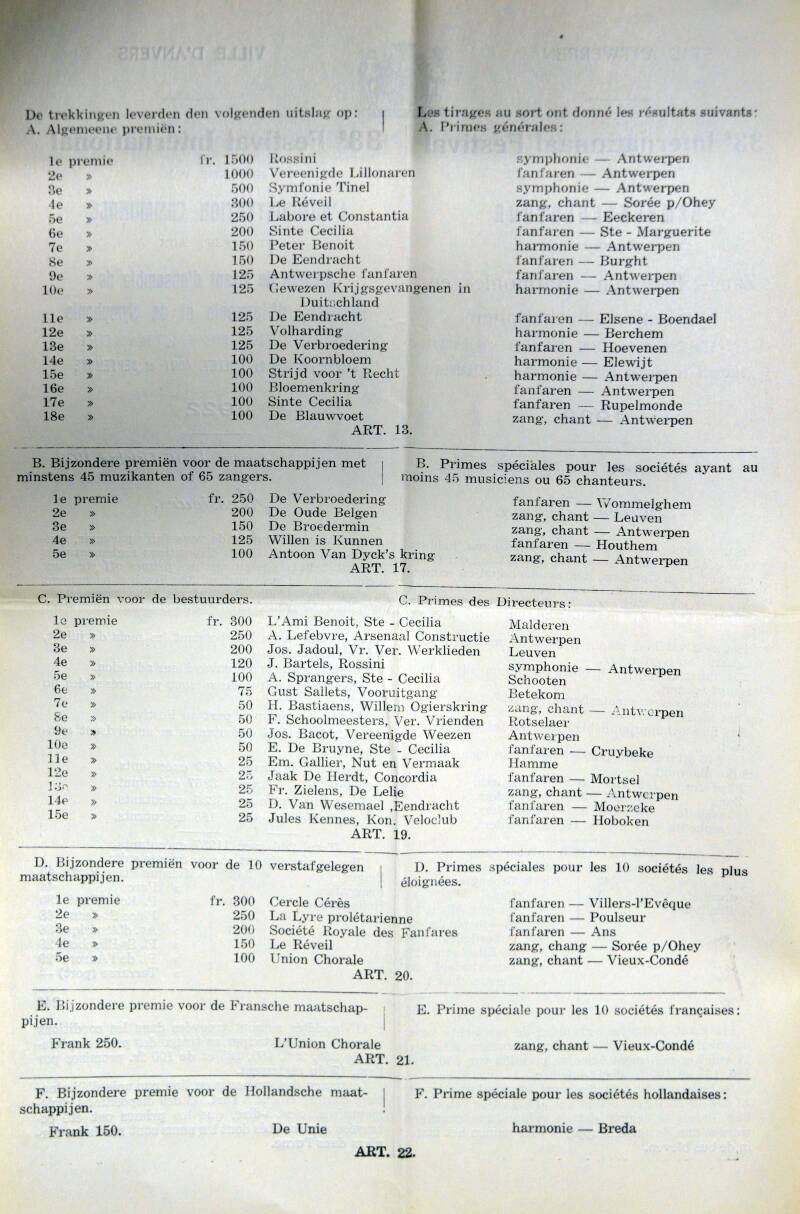 De trekkingen leverden den volgenden uitslag op:
A. Algemeene premiën:
Les tirages au sort ont donné les résultats suivants:
A. Primes générales:
1e premie fr. 1500 Rossini symphonie — Antwerpen
2e » 1000 Vereenigde Lillonaren fanfaren — Antwerpen
3e » 500 Symfonie Tinel symphonie — Antwerpen
4e » 300 Le Réveil zang, chant — Sorée p/Ohey
5e » 250 Labore et Constantia fanfaren — Eeckeren
6e » 200 Sinte Cecilia fanfaren — Ste - Marguerite
7e » 150 Peter Benoit harmonie — Antwerpen
8e » 150 De Eendracht fanfaren — Burght
9e » 125 Antwerpsche fanfaren fanfaren — Antwerpen
10e » 125 Gewezen Krijgsgevangenen in harmonie — Antwerpen
Duitschland
11e » 125 De Eendracht fanfaren — Elsene - Boendael
12e » 125 Volharding harmonie — Berchem
13e » 125 De Verbroedering fanfaren — Hoevenen
14e » 100 De Koornbloem harmonie — Elewijt
15e » 100 Strijd voor 't Recht harmonie — Antwerpen
16e » 100 Bloemenkring fanfaren — Antwerpen
17e » 100 Sinte Cecilia fanfaren — Rupelmonde
18e » 100 De Blauwvoet zang, chant — Antwerpen
ART. 13.
B. Bijzondere premiën voor de maatschappijen met
minstens 45 muzikanten of 65 zangers.
B. Primes spéciales pour les sociétés ayant au
moins 45 musiciens ou 65 chanteurs.
1e premie fr. 250 De Verbroedering fanfaren — Wommelghem
2e » 200 De Oude Belgen zang, chant — Leuven
3e » 150 De Broedermin zang, chant — Antwerpen
4e » 125 Willen is Kunnen fanfaren — Houthem
5e » 100 Antoon Van Dyck's kring zang, chant — Antwerpen
ART. 17.
C. Premiën voor de bestuurders.
C. Primes des Directeurs:
1e premie fr. 300 L'Ami Benoit, Ste - Cecilia Malderen
2e » 250 A. Lefebvre, Arsenaal Constructie Antwerpen
3e » 200 Jos. Jadoul, Vr. Ver. Werklieden Leuven
4e » 120 J. Bartels, Rossini symphonie — Antwerpen
5e » 100 A. Sprangers, Ste - Cecilia Schooten
6e » 75 Gust Sallets, Vooruitgang Betekom
7e » 50 H. Bastiaens, Willem Ogierskring zang, chant — Antwerpen
8e » 50 F. Schoolmeesters, Ver. Vrienden Rotselaer
9e » 50 Jos. Bacot, Vereenigde Weezen Antwerpen
10e » 50 E. De Bruyne, Ste - Cecilia fanfaren — Cruybeke
11e » 25 Em. Gallier, Nut en Vermaak Hamme
12e » 25 Jaak De Herdt, Concordia fanfaren — Mortsel
13e » 25 Fr. Zielens, De Lelie zang, chant — Antwerpen
14e » 25 D. Van Wesemael ,Eendracht fanfaren — Moerzeke
15e » 25 Jules Kennes, Kon. Veloclub fanfaren — Hoboken
ART. 19.
D. Bijzondere premiën voor de 10 verstafgelegen
maatschappijen.
D. Primes spéciales pour les 10 sociétés les plus
éloignées.
1e premie fr. 300 Cercle Cérès fanfaren — Villers-l'Evêque
2e » 250 La Lyre prolétarienne fanfaren — Poulseur
3e » 200 Société Royale des Fanfares fanfaren — Ans
4e » 150 Le Réveil zang, chang — Sorée p/Ohey
5e » 100 Union Chorale zang, chant — Vieux-Condé
ART. 20.
E. Bijzondere premie voor de Fransche maatschap-
pijen.
E. Prime spéciale pour les 10 sociétés françaises:
Frank 250. L'Union Chorale zang, chant — Vieux-Condé
ART. 21.
F. Bijzondere premie voor de Hollandsche maat-
schappijen.
F. Prime spéciale pour les sociétés hollandaises:
Frank 150. De Unie harmonie — Breda
ART. 22.